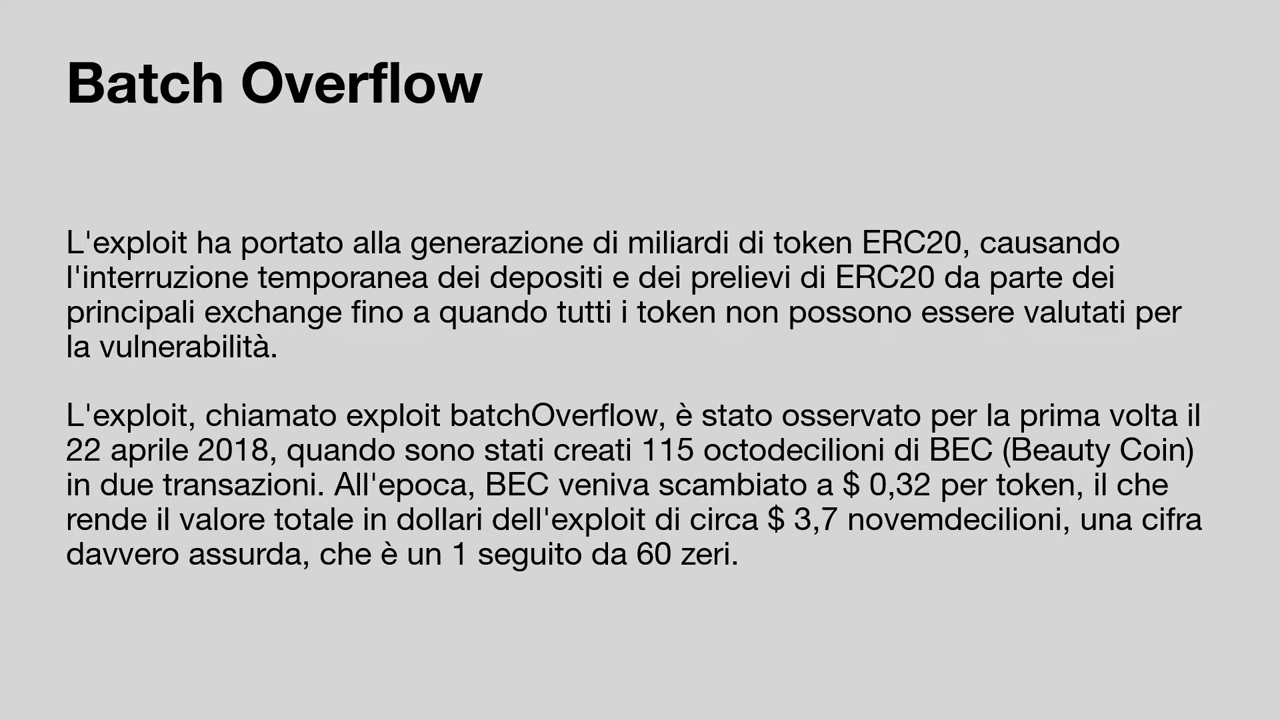 Batch Overflow
L'exploit ha portato alla generazione di miliardi di token ERC20, causando
l'interruzione temporanea dei depositi e dei prelievi di ERC20 da parte dei
principali exchange fino a quando tutti i token non possono essere valutati per
la vulnerabilità.
L'exploit, chiamato exploit batchOverflow, è stato osservato per la prima volta il
22 aprile 2018, quando sono stati creati 115 octodecilioni di BEC (Beauty Coin)
in due transazioni. All'epoca, BEC veniva scambiato a $ 0,32 per token, il che
rende il valore totale in dollari dell'exploit di circa $ 3,7 novemdecilioni, una cifra
davvero assurda, che è un 1 seguito da 60 zeri.